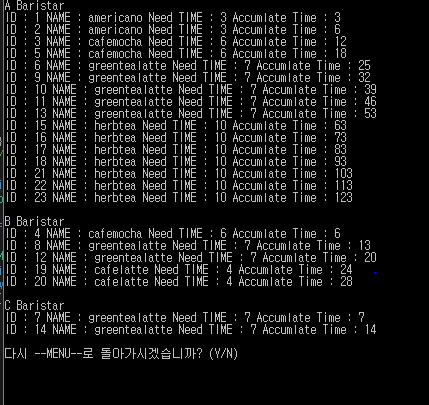 A Baristar
ID : 1 NAME : americano Need TIME : 3 Accumlate Time : 3
ID : 2 NAME : americano Need TIME : 3 Accumlate Time : 6
ID : 3 NAME : cafemocha Need TIME : 6 Accumlate Time : 12
ID : 5 NAME : cafemocha Need TIME : 6 Accumlate Time : 18
ID : 6 NAME : greentealatte Need TIME : 7 Accumlate Time : 25
ID : 9 NAME : greentealatte Need TIME : 7 Accumlate Time : 32
ID : 10 NAME : greentealatte Need TIME : 7 Accumlate Time : 39
ID : 11 NAME : greentealatte Need TIME : 7 Accumlate Time : 46
ID : 13 NAME : greentealatte Need TIME : 7 Accumlate Time : 53
ID : 15 NAME : herbtea Need TIME : 10 Accumlate Time : 63
ID : 16 NAME : herbtea Need TIME : 10 Accumlate Time : 73
ID : 17 NAME : herbtea Need TIME : 10 Accumlate Time : 83
ID : 18 NAME : herbtea Need TIME : 10 Accumlate Time : 93
ID : 21 NAME : herbtea Need TIME : 10 Accumlate Time : 103
ID : 22 NAME : herbtea Need TIME : 10 Accumlate Time : 113
ID : 23 NAME : herbtea Need TIME : 10 Accumlate Time : 123
B Baristar
ID : 4 NAME : cafemocha Need TIME : 6 Accumlate Time : 6
ID : 8 NAME : greentealatte Need TIME : 7 Accumlate Time : 13
ID : 12 NAME : greentealatte Need TIME : 7 Accumlate Time : 20
ID : 19 NAME : cafelatte Need TIME : 4 Accumlate Time : 24
ID : 20 NAME : cafelatte Need TIME : 4 Accumlate Time : 28
C Baristar
ID : 7 NAME : greentealatte Need TIME : 7 Accumlate Time : 7
ID : 14 NAME : greentealatte Need TIME : 7 Accumlate Time : 14
다시 --MENU--로 돌아가시겠습니까? (Y/N)